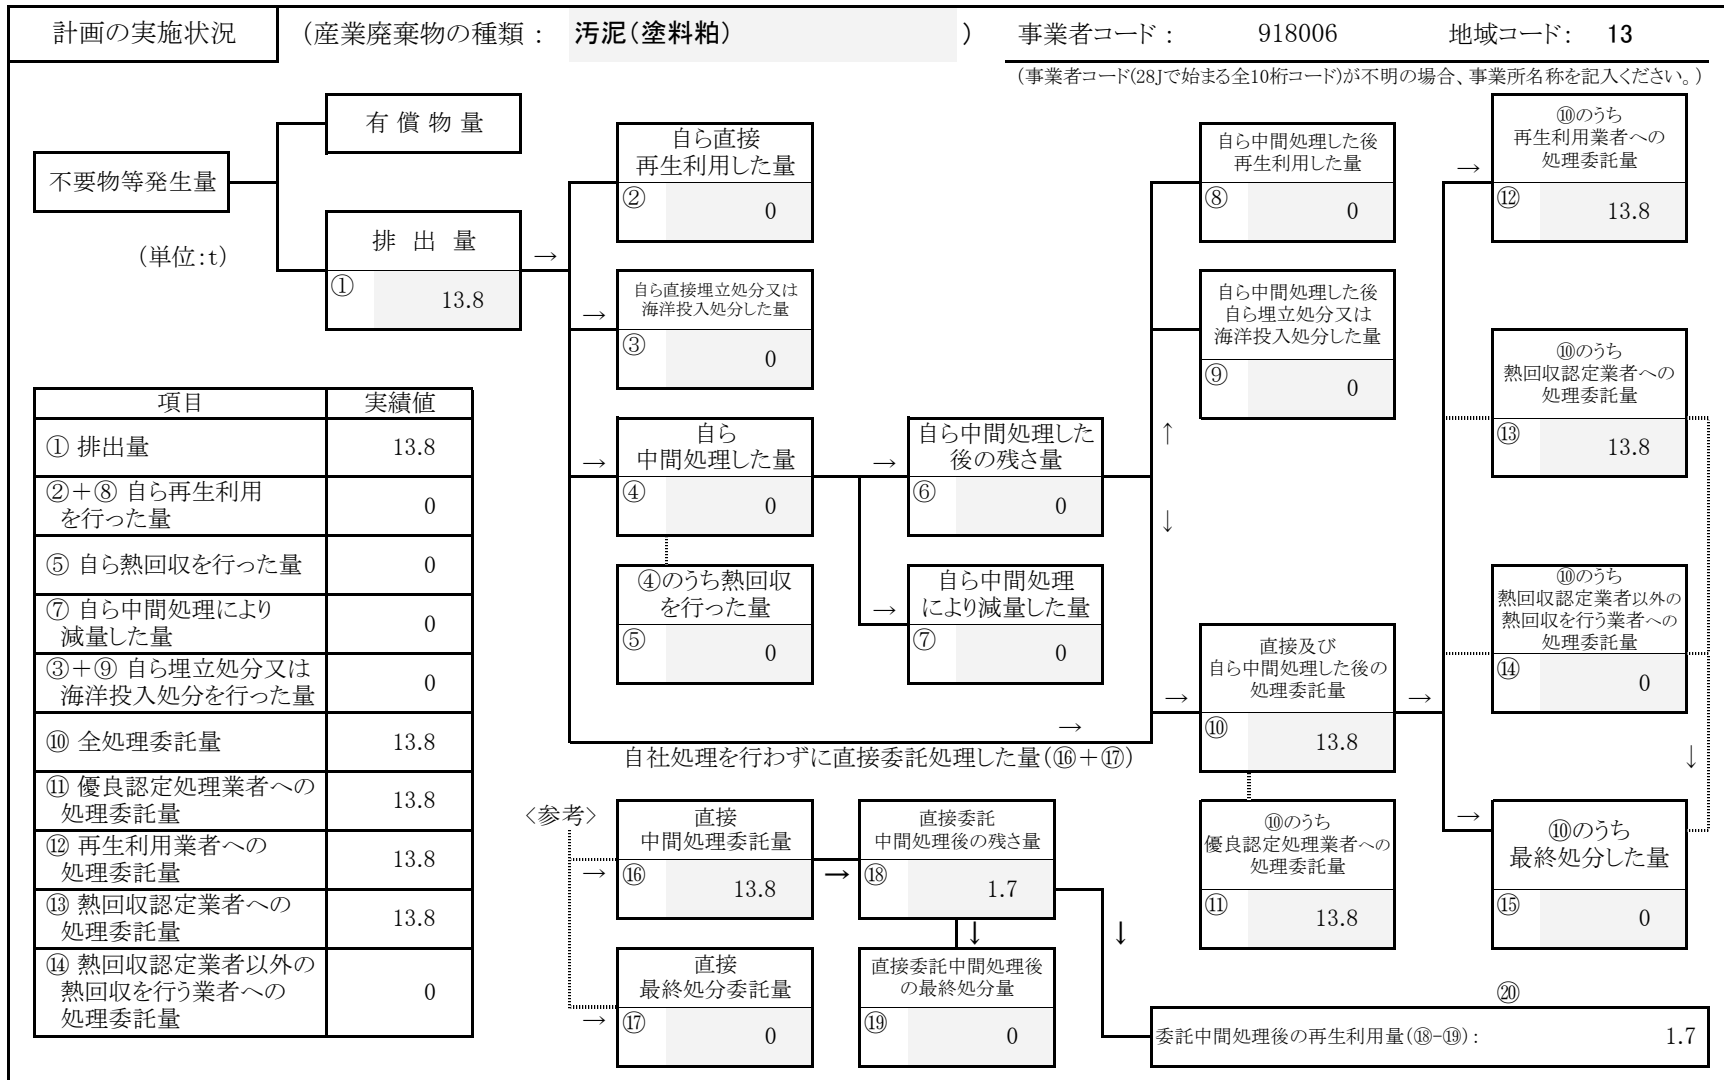 計画の実施状況
（産業廃棄物の種類： 汚泥（塗料粕） ）
事業者コード： 918006 地域コード： 13
（事業者コード(28Jで始まる全10桁コード)が不明の場合、事業所名称を記入ください。）
不要物等発生量
（単位:t）
有償物量
排出量
→
① 13.8
自ら直接
再生利用した量
② 0
→
自ら直接埋立処分又は
海洋投入処分した量
③ 0
→
自ら
中間処理した量
④ 0
④のうち熱回収
を行った量
⑤ 0
→
自ら中間処理した
後の残さ量
⑥ 0
→
自ら中間処理
により減量した量
⑦ 0
自ら中間処理した後
再生利用した量
⑧ 0
自ら中間処理した後
自ら埋立処分又は
海洋投入処分した量
⑨ 0
↑
↓
→
直接及び
自ら中間処理した後の
処理委託量
⑩ 13.8
⑩のうち
優良認定処理業者への
処理委託量
⑪ 13.8
→
→
⑩のうち
再生利用業者への
処理委託量
⑫ 13.8
⑩のうち
熱回収認定業者への
処理委託量
⑬ 13.8
⑩のうち
熱回収認定業者以外の
熱回収を行う業者への
処理委託量
⑭ 0
↓
→
⑩のうち
最終処分した量
⑮ 0
→
自社処理を行わずに直接委託処理した量(⑯＋⑰)
〈参考〉
→
直接
中間処理委託量
⑯ 13.8
→
直接
最終処分委託量
⑰ 0
→
直接委託
中間処理後の残さ量
⑱ 1.7
↓
直接委託中間処理後
の最終処分量
⑲ 0
↓
⑳
委託中間処理後の再生利用量(⑱-⑲)： 1.7
項目 実績値
① 排出量 13.8
②＋⑧ 自ら再生利用
を行った量 0
⑤ 自ら熱回収を行った量 0
⑦ 自ら中間処理により
減量した量 0
③＋⑨ 自ら埋立処分又は
海洋投入処分を行った量 0
⑩ 全処理委託量 13.8
⑪ 優良認定処理業者への
処理委託量 13.8
⑫ 再生利用業者への
処理委託量 13.8
⑬ 熱回収認定業者への
処理委託量 13.8
⑭ 熱回収認定業者以外の
熱回収を行う業者への
処理委託量 0